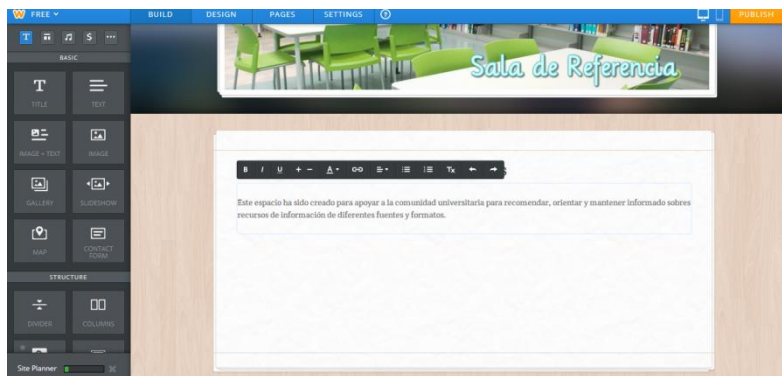 FREE
BUILD DESIGN PAGES SETTINGS ?
PUBLISH
BASIC
TITLE TEXT
IMAGE + TEXT IMAGE
GALLERY SLIDESHOW
MAP CONTACT
FORM
STRUCTURE
DIVIDER COLUMNS
Site Planner
Sala de Referencia
B I U + − A Tx
Este espacio ha sido creado para apoyar a la comunidad universitaria para recomendar, orientar y mantener informado sobres
recursos de información de diferentes fuentes y formatos.